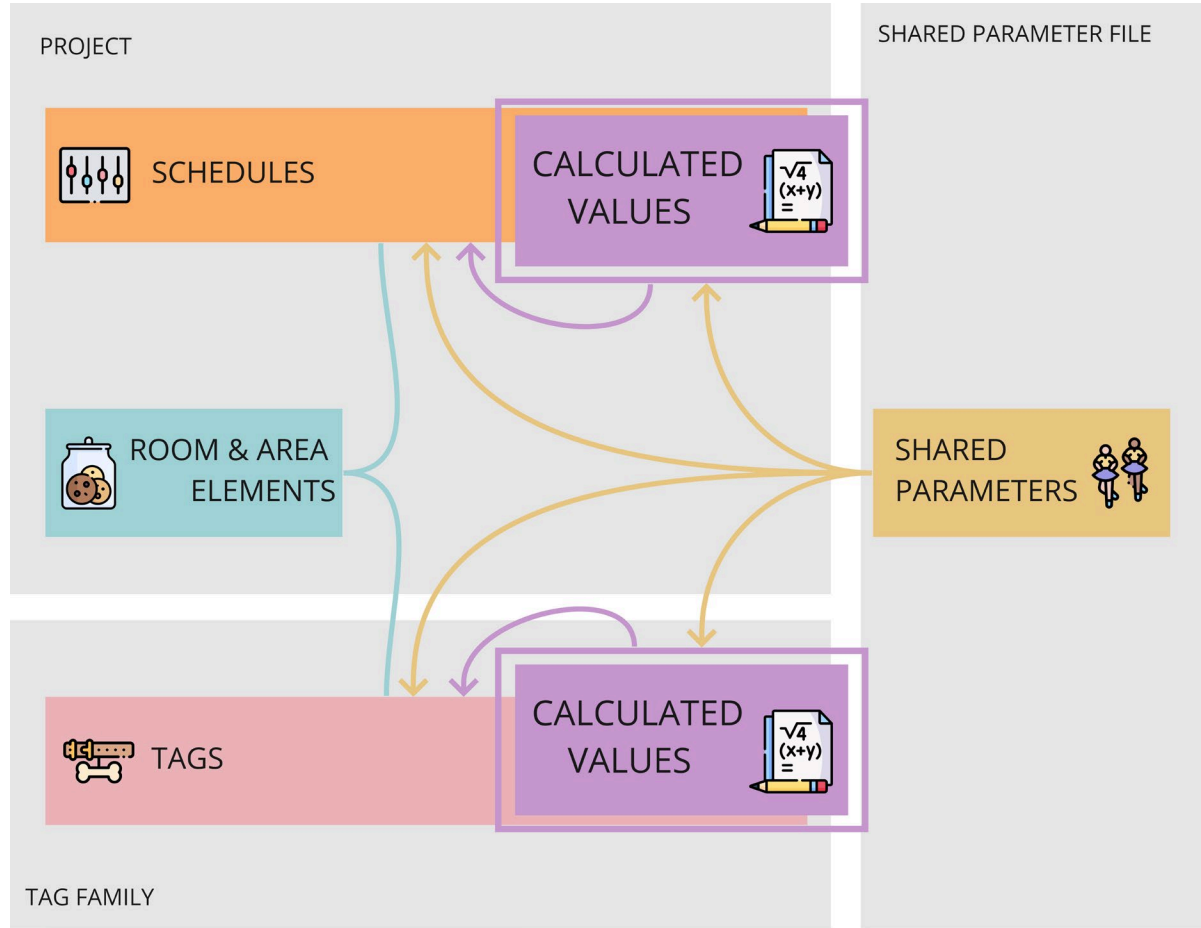 PROJECT
SHARED PARAMETER FILE
SCHEDULES
CALCULATED
VALUES
√4
(x+y)
=
ROOM & AREA
ELEMENTS
SHARED
PARAMETERS
TAGS
CALCULATED
VALUES
√4
(x+y)
=
TAG FAMILY